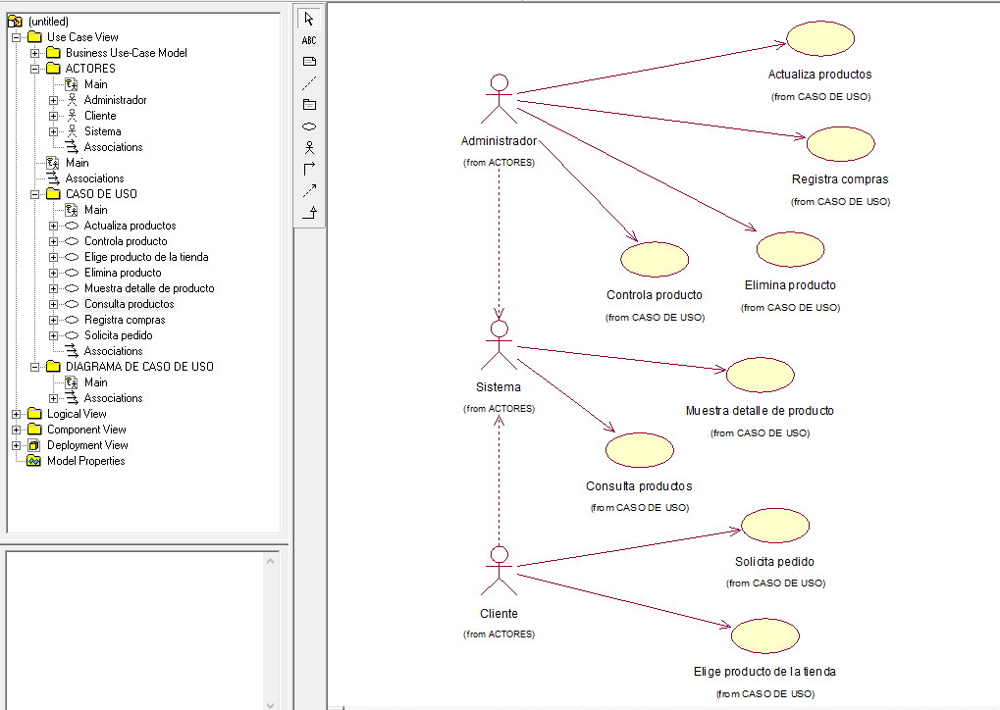 (untitled)
Use Case View
Business Use-Case Model
ACTORES
Main
Administrador
Cliente
Sistema
Associations
Main
Associations
CASO DE USO
Main
Actualiza productos
Controla producto
Elige producto de la tienda
Elimina producto
Muestra detalle de producto
Consulta productos
Registra compras
Solicita pedido
Associations
DIAGRAMA DE CASO DE USO
Main
Associations
Logical View
Component View
Deployment View
Model Properties
ABC
Actualiza productos
(from CASO DE USO)
Administrador
(from ACTORES)
Registra compras
(from CASO DE USO)
Elimina producto
(from CASO DE USO)
Controla producto
(from CASO DE USO)
Sistema
(from ACTORES)
Muestra detalle de producto
(from CASO DE USO)
Consulta productos
(from CASO DE USO)
Solicita pedido
(from CASO DE USO)
Cliente
(from ACTORES)
Elige producto de la tienda
(from CASO DE USO)